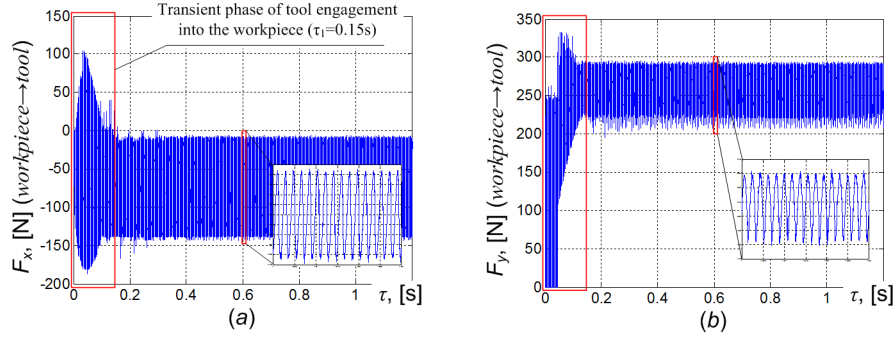 Transient phase of tool engagement
into the workpiece (τ₁=0.15s)
Fx, [N] (workpiece→tool)
150
100
50
0
-50
-100
-150
-200
0 0.2 0.4 0.6 0.8 1 τ, [s]
(a)
Fy, [N] (workpiece→tool)
350
300
250
200
150
100
50
0
0 0.2 0.4 0.6 0.8 1 τ, [s]
(b)